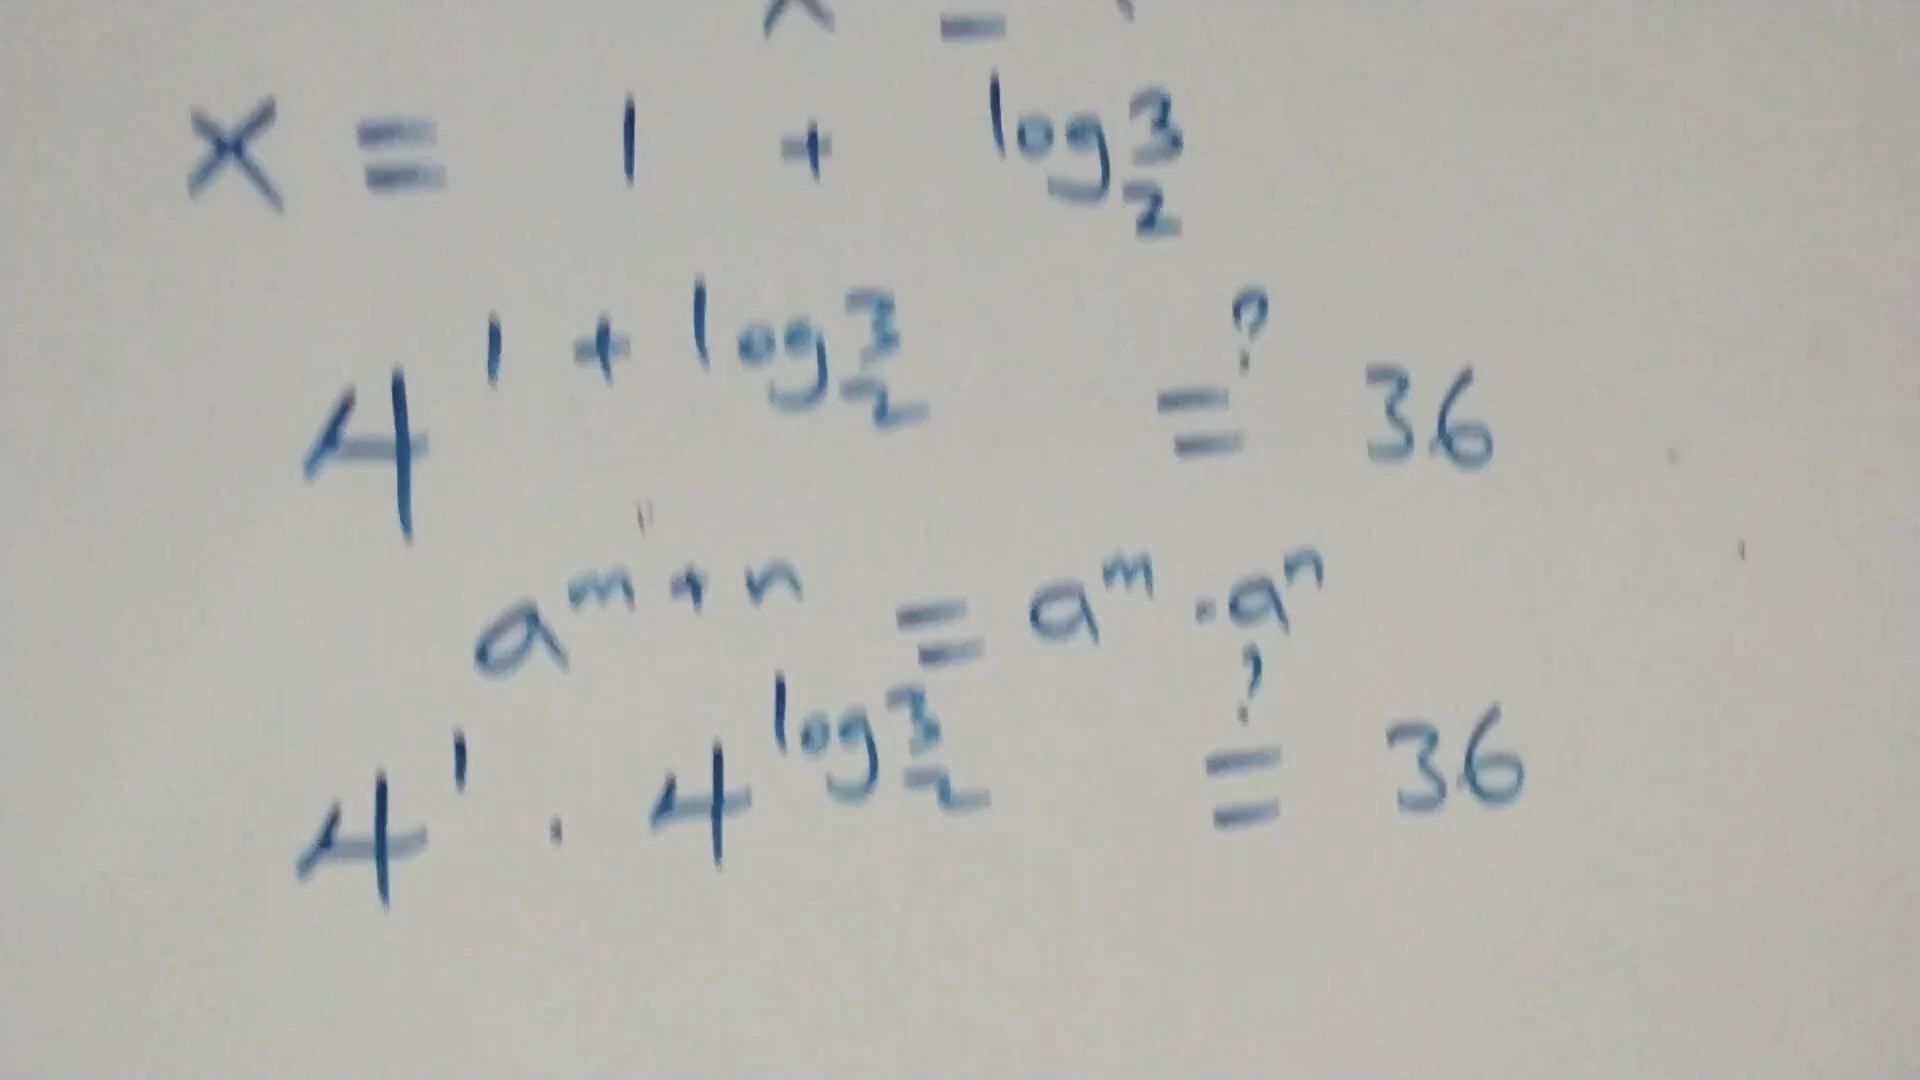 x = 1 + log₂3
4^(1 + log₂3) =? 36
a^(m + n) = a^m · a^n
4^1 · 4^(log₂3) =? 36